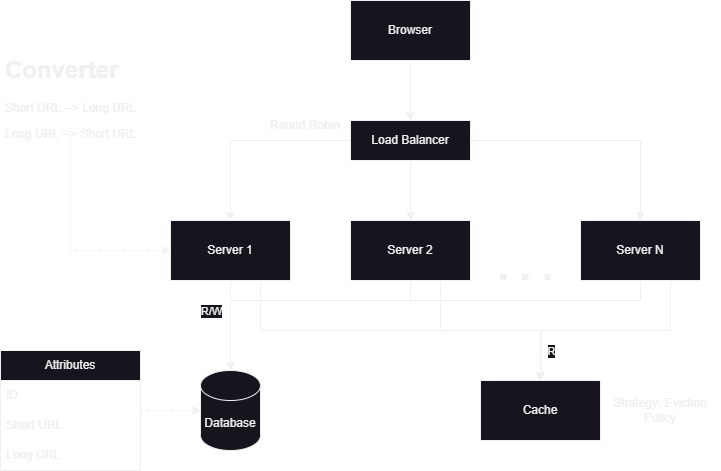 Browser
Converter
Short URL --> Long URL
Long URL --> Short URL
Round Robin
Load Balancer
Server 1
Server 2
. . .
Server N
R/W
R
Attributes
ID
Short URL
Long URL
Database
Cache
Strategy: Eviction
Policy